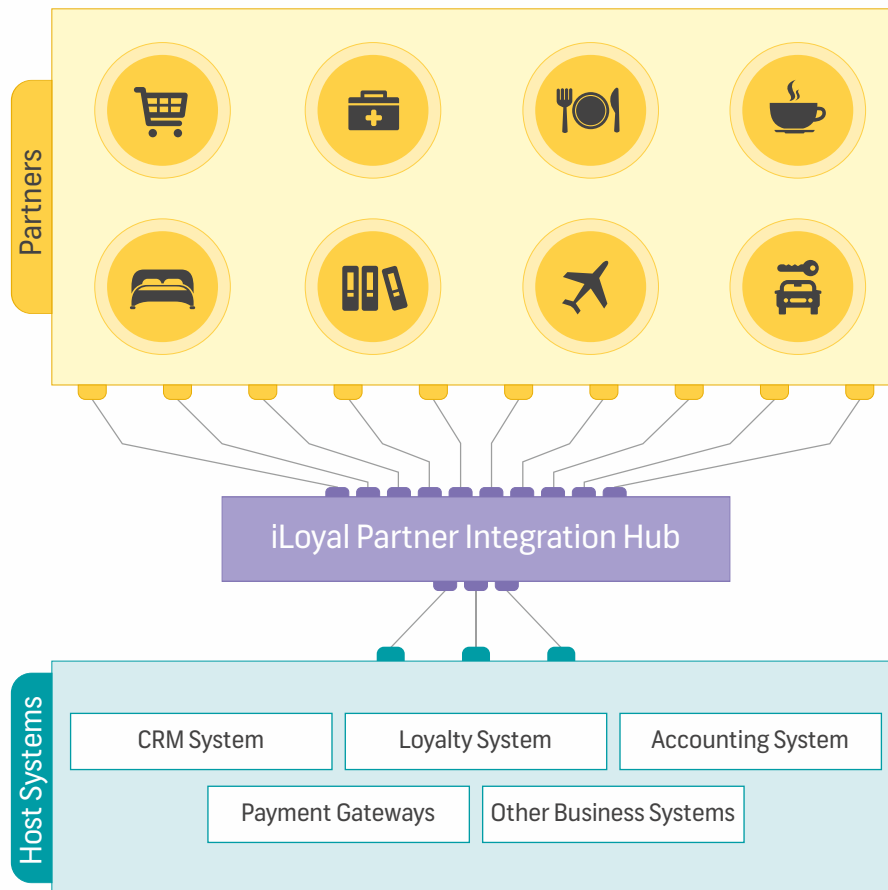 Partners
iLoyal Partner Integration Hub
Host Systems
CRM System
Loyalty System
Accounting System
Payment Gateways
Other Business Systems